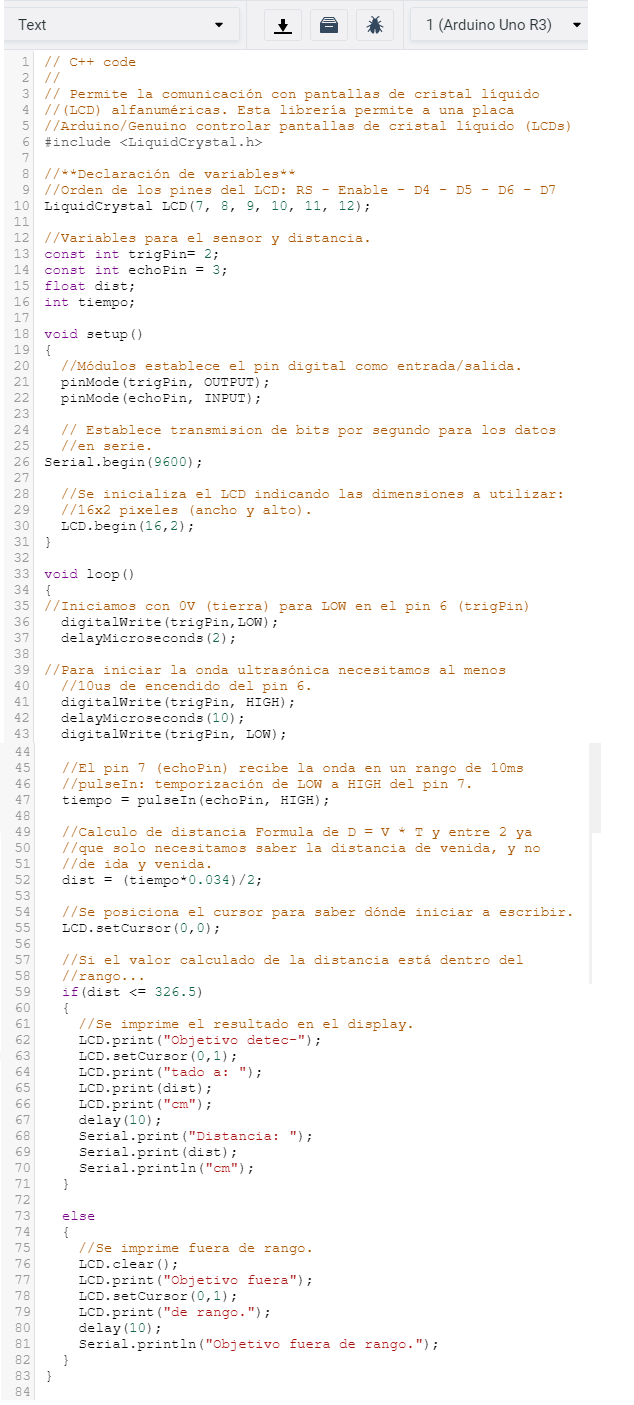 Text
1 (Arduino Uno R3)
1 // C++ code
2 //
3 // Permite la comunicación con pantallas de cristal líquido
4 //(LCD) alfanuméricas. Esta librería permite a una placa
5 //Arduino/Genuino controlar pantallas de cristal líquido (LCDs)
6 #include <LiquidCrystal.h>
7
8 //**Declaración de variables**
9 //Orden de los pines del LCD: RS - Enable - D4 - D5 - D6 - D7
10 LiquidCrystal LCD(7, 8, 9, 10, 11, 12);
11
12 //Variables para el sensor y distancia.
13 const int trigPin= 2;
14 const int echoPin = 3;
15 float dist;
16 int tiempo;
17
18 void setup()
19 {
20   //Módulos establece el pin digital como entrada/salida.
21   pinMode(trigPin, OUTPUT);
22   pinMode(echoPin, INPUT);
23
24   // Establece transmision de bits por segundo para los datos
25   //en serie.
26 Serial.begin(9600);
27
28   //Se inicializa el LCD indicando las dimensiones a utilizar:
29   //16x2 pixeles (ancho y alto).
30   LCD.begin(16,2);
31 }
32
33 void loop()
34 {
35 //Iniciamos con 0V (tierra) para LOW en el pin 6 (trigPin)
36   digitalWrite(trigPin,LOW);
37   delayMicroseconds(2);
38
39 //Para iniciar la onda ultrasónica necesitamos al menos
40   //10us de encendido del pin 6.
41   digitalWrite(trigPin, HIGH);
42   delayMicroseconds(10);
43   digitalWrite(trigPin, LOW);
44
45   //El pin 7 (echoPin) recibe la onda en un rango de 10ms
46   //pulseIn: temporización de LOW a HIGH del pin 7.
47   tiempo = pulseIn(echoPin, HIGH);
48
49   //Calculo de distancia Formula de D = V * T y entre 2 ya
50   //que solo necesitamos saber la distancia de venida, y no
51   //de ida y venida.
52   dist = (tiempo*0.034)/2;
53
54   //Se posiciona el cursor para saber dónde iniciar a escribir.
55   LCD.setCursor(0,0);
56
57   //Si el valor calculado de la distancia está dentro del
58   //rango...
59   if(dist <= 326.5)
60   {
61     //Se imprime el resultado en el display.
62     LCD.print("Objetivo detec-");
63     LCD.setCursor(0,1);
64     LCD.print("tado a: ");
65     LCD.print(dist);
66     LCD.print("cm");
67     delay(10);
68     Serial.print("Distancia: ");
69     Serial.print(dist);
70     Serial.println("cm");
71   }
72
73   else
74   {
75     //Se imprime fuera de rango.
76     LCD.clear();
77     LCD.print("Objetivo fuera");
78     LCD.setCursor(0,1);
79     LCD.print("de rango.");
80     delay(10);
81     Serial.println("Objetivo fuera de rango.");
82   }
83 }
84